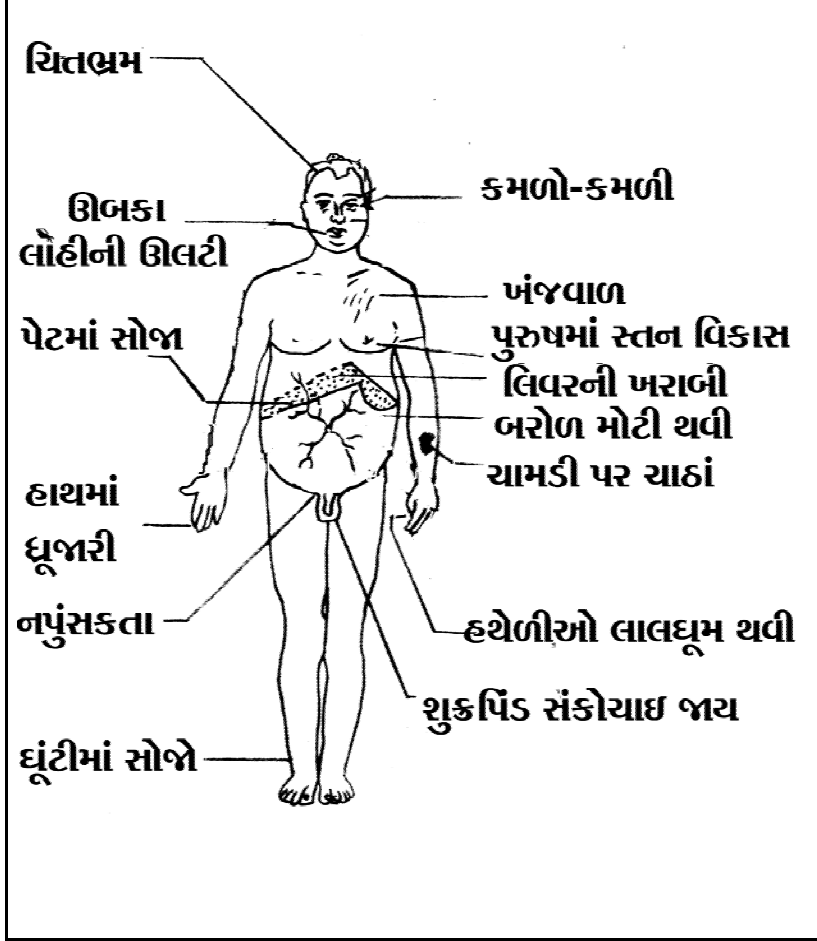 ચિત્તભ્રમ
કમળો-કમળી
ઊબકા
લોહીની ઊલટી
ખંજવાળ
પેટમાં સોજા
પુરુષમાં સ્તન વિકાસ
લિવરની ખરાબી
બરોળ મોટી થવી
ચામડી પર ચાઠાં
હાથમાં
ધ્રૂજારી
નપુંસકતા
હથેળીઓ લાલઘૂમ થવી
શુક્રપિંડ સંકોચાઇ જાય
ઘૂંટીમાં સોજો